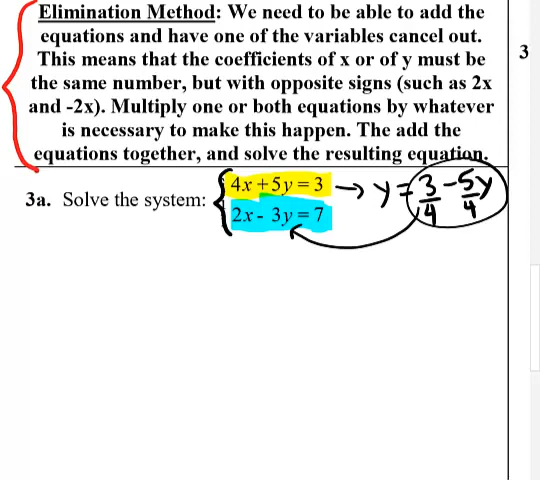 Elimination Method: We need to be able to add the
equations and have one of the variables cancel out.
This means that the coefficients of x or of y must be
the same number, but with opposite signs (such as 2x
and -2x). Multiply one or both equations by whatever
is necessary to make this happen. The add the
equations together, and solve the resulting equation.
3
3a. Solve the system: { 4x + 5y = 3 → y = 3/4 - 5y/4
2x - 3y = 7